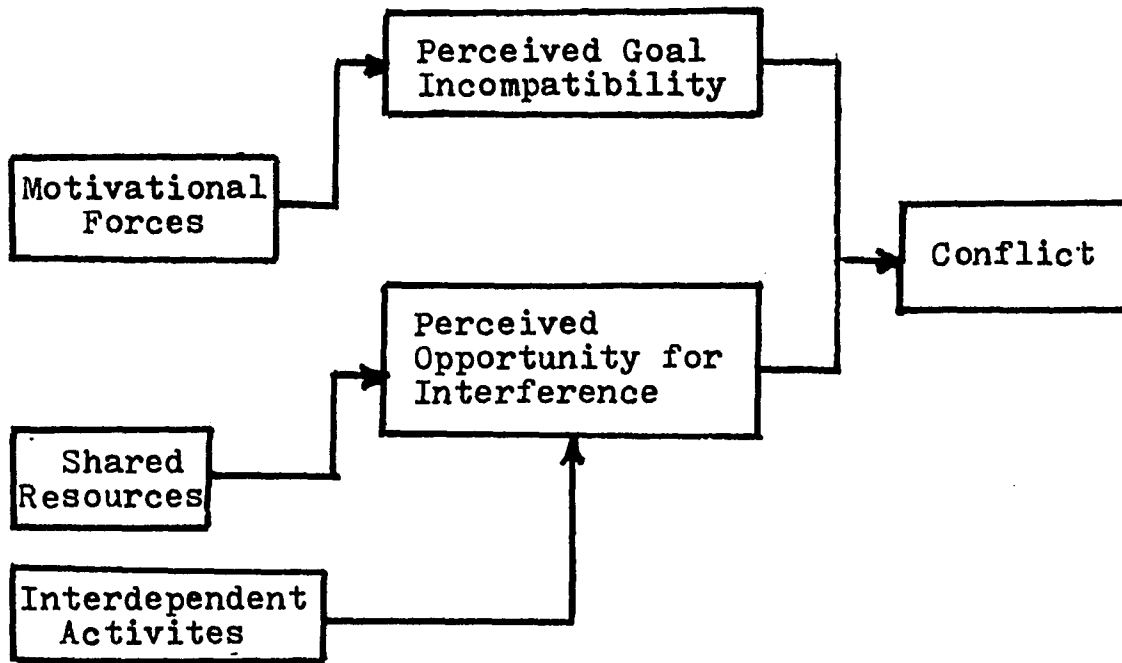 Perceived Goal
Incompatibility
Motivational
Forces
Conflict
Perceived
Opportunity for
Interference
Shared
Resources
Interdependent
Activites